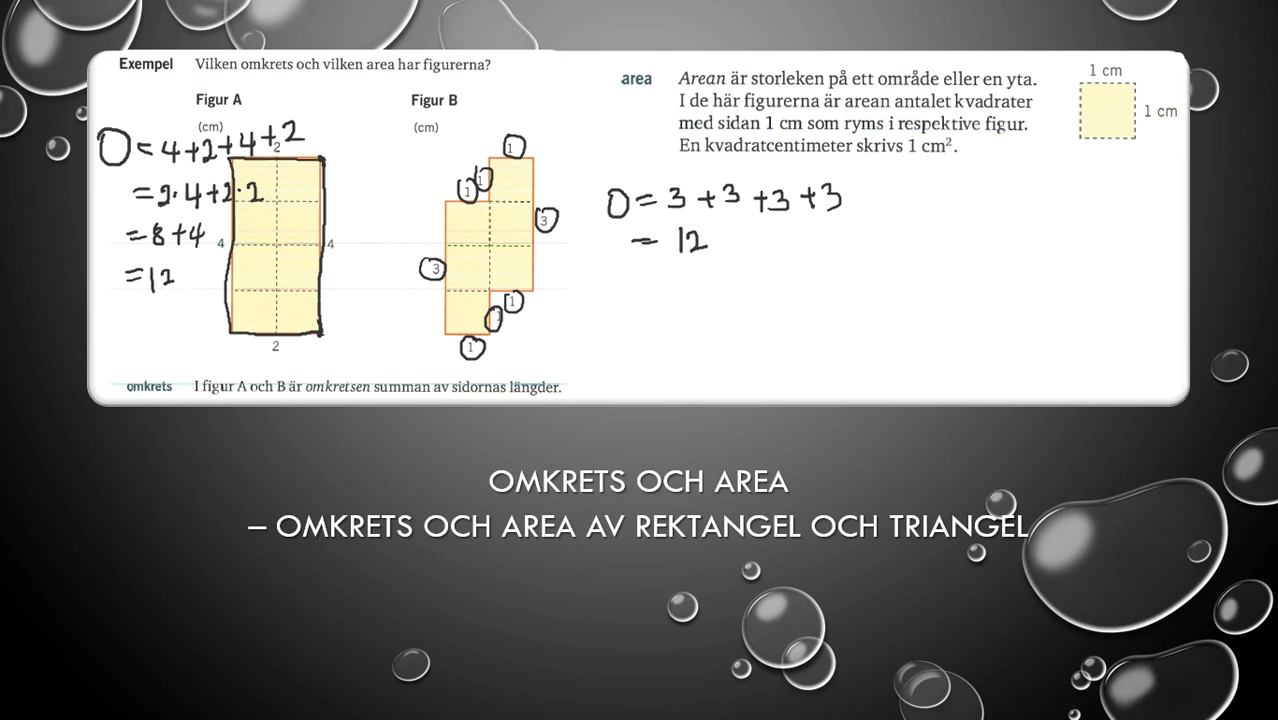 Exempel Vilken omkrets och vilken area har figurerna?
Figur A
(cm)
O = 4+2+4+2
= 2·4+2·2
= 8+4
= 12
2
4
4
2
Figur B
(cm)
1
1
1
3
3
1
1
1
omkrets I figur A och B är omkretsen summan av sidornas längder.
area Arean är storleken på ett område eller en yta.
I de här figurerna är arean antalet kvadrater
med sidan 1 cm som ryms i respektive figur.
En kvadratcentimeter skrivs 1 cm².
1 cm
1 cm
O = 3 + 3 + 3 + 3
= 12
OMKRETS OCH AREA
– OMKRETS OCH AREA AV REKTANGEL OCH TRIANGEL